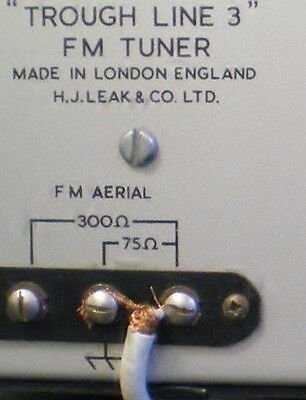 "TROUGH LINE 3"
FM TUNER
MADE IN LONDON ENGLAND
H.J.LEAK & CO. LTD.
FM AERIAL
300Ω
75Ω